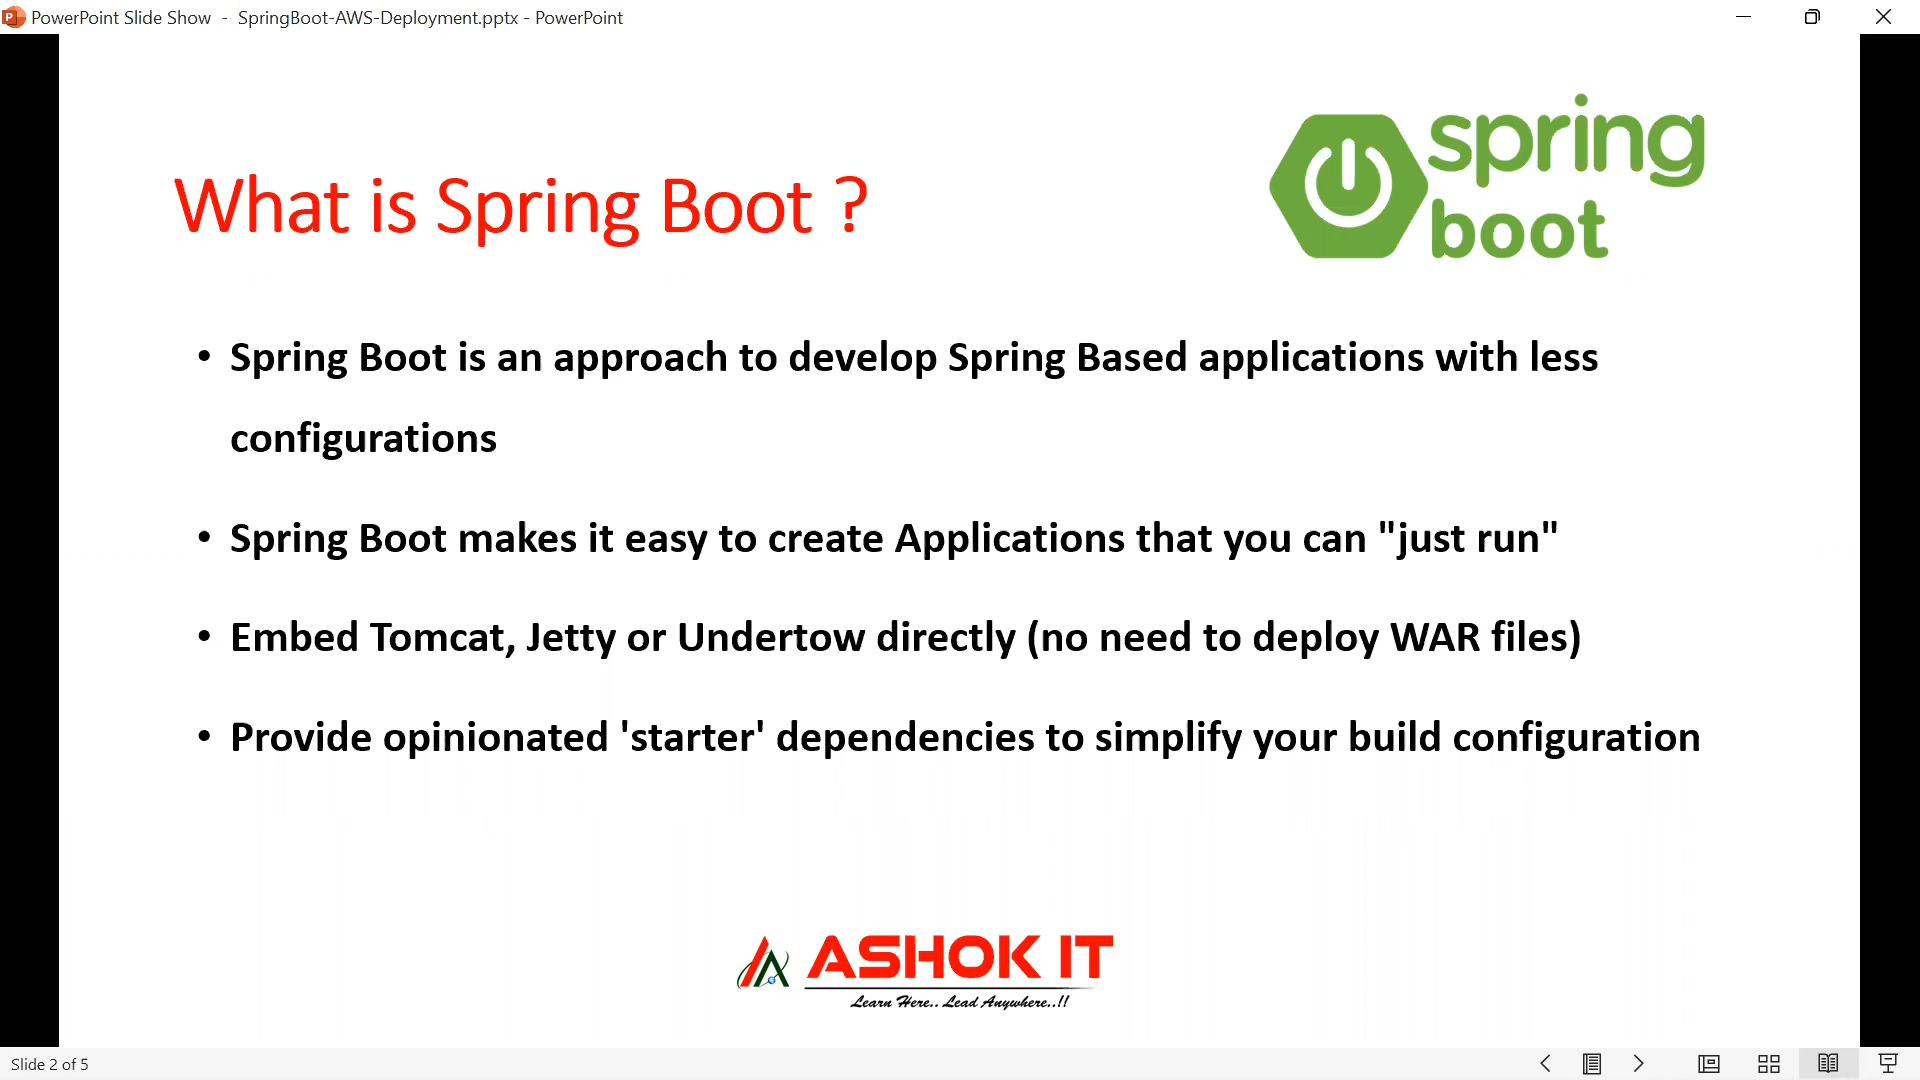 PowerPoint Slide Show - SpringBoot-AWS-Deployment.pptx - PowerPoint
spring
boot
What is Spring Boot ?
• Spring Boot is an approach to develop Spring Based applications with less
configurations
• Spring Boot makes it easy to create Applications that you can "just run"
• Embed Tomcat, Jetty or Undertow directly (no need to deploy WAR files)
• Provide opinionated 'starter' dependencies to simplify your build configuration
ASHOK IT
Learn Here.. Lead Anywhere..!!
Slide 2 of 5